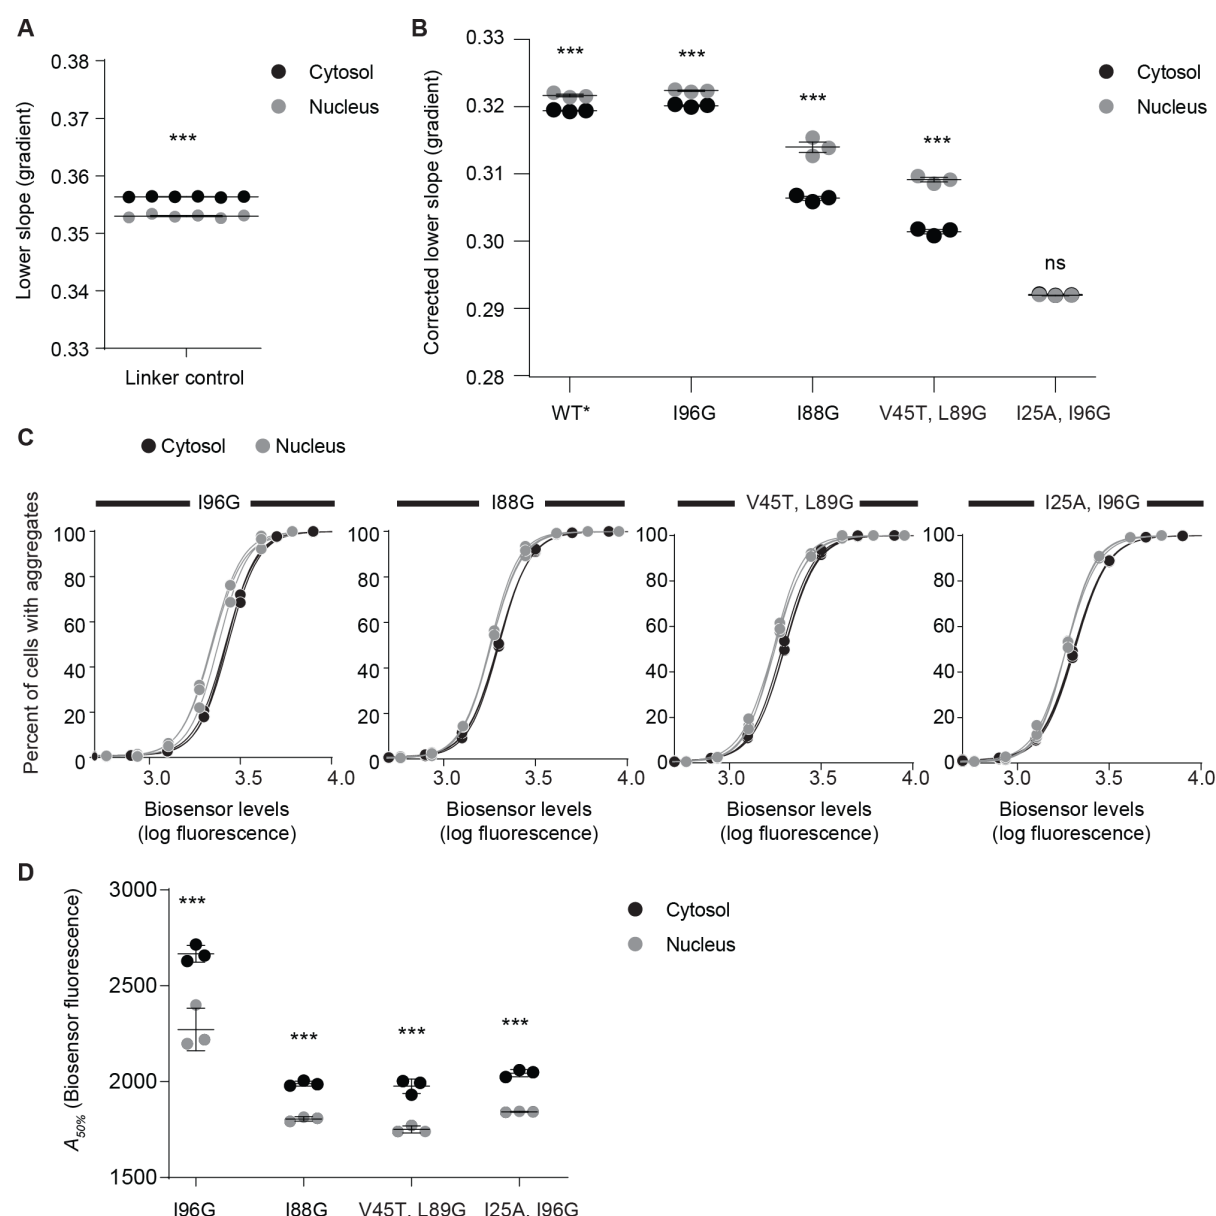 A
B
0.38
0.37
0.36
0.35
0.34
0.33
Lower slope (gradient)
Cytosol
Nucleus
***
Linker control
0.33
0.32
0.31
0.30
0.29
0.28
Corrected lower slope (gradient)
***
***
***
***
ns
Cytosol
Nucleus
WT*
I96G
I88G
V45T, L89G
I25A, I96G
C
Cytosol
Nucleus
Percent of cells with aggregates
I96G
I88G
V45T, L89G
I25A, I96G
100
80
60
40
20
0
3.0
3.5
4.0
Biosensor levels
(log fluorescence)
100
80
60
40
20
0
3.0
3.5
4.0
Biosensor levels
(log fluorescence)
100
80
60
40
20
0
3.0
3.5
4.0
Biosensor levels
(log fluorescence)
100
80
60
40
20
0
3.0
3.5
4.0
Biosensor levels
(log fluorescence)
D
3000
2500
2000
1500
A50% (Biosensor fluorescence)
***
***
***
***
Cytosol
Nucleus
I96G
I88G
V45T, L89G
I25A, I96G